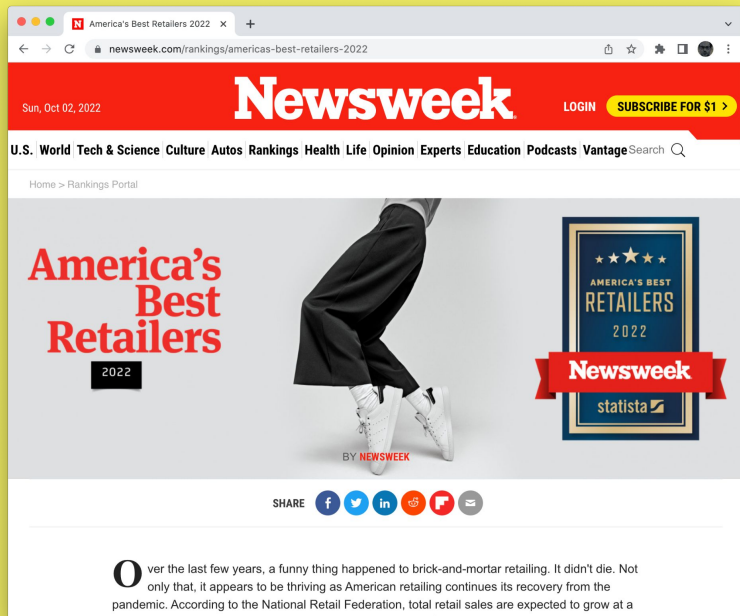 America's Best Retailers 2022
newsweek.com/rankings/americas-best-retailers-2022
Sun, Oct 02, 2022
Newsweek
LOGIN
SUBSCRIBE FOR $1 >
U.S. World Tech & Science Culture Autos Rankings Health Life Opinion Experts Education Podcasts Vantage Search
Home > Rankings Portal
America's
Best
Retailers
2022
AMERICA'S BEST
RETAILERS
2022
Newsweek
statista
BY NEWSWEEK
SHARE
Over the last few years, a funny thing happened to brick-and-mortar retailing. It didn't die. Not
only that, it appears to be thriving as American retailing continues its recovery from the
pandemic. According to the National Retail Federation, total retail sales are expected to grow at a